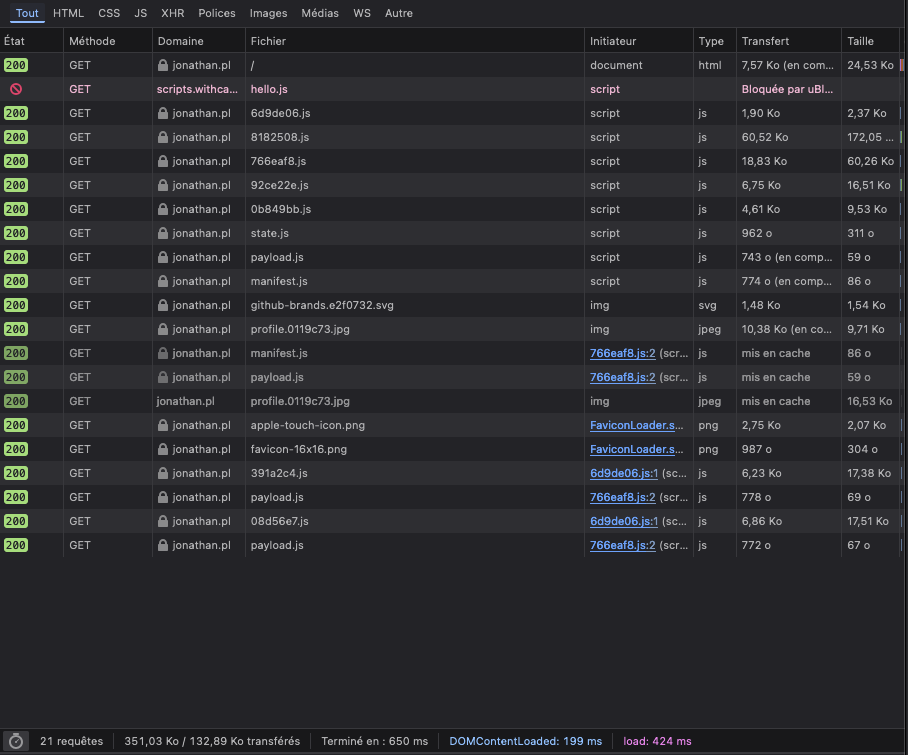 Tout HTML CSS JS XHR Polices Images Médias WS Autre
État Méthode Domaine Fichier Initiateur Type Transfert Taille
200 GET jonathan.pl / document html 7,57 Ko (en com... 24,53 Ko
GET scripts.withca... hello.js script Bloquée par uBl...
200 GET jonathan.pl 6d9de06.js script js 1,90 Ko 2,37 Ko
200 GET jonathan.pl 8182508.js script js 60,52 Ko 172,05 ...
200 GET jonathan.pl 766eaf8.js script js 18,83 Ko 60,26 Ko
200 GET jonathan.pl 92ce22e.js script js 6,75 Ko 16,51 Ko
200 GET jonathan.pl 0b849bb.js script js 4,61 Ko 9,53 Ko
200 GET jonathan.pl state.js script js 962 o 311 o
200 GET jonathan.pl payload.js script js 743 o (en comp... 59 o
200 GET jonathan.pl manifest.js script js 774 o (en comp... 86 o
200 GET jonathan.pl github-brands.e2f0732.svg img svg 1,48 Ko 1,54 Ko
200 GET jonathan.pl profile.0119c73.jpg img jpeg 10,38 Ko (en co... 9,71 Ko
200 GET jonathan.pl manifest.js 766eaf8.js:2 (scr... js mis en cache 86 o
200 GET jonathan.pl payload.js 766eaf8.js:2 (scr... js mis en cache 59 o
200 GET jonathan.pl profile.0119c73.jpg img jpeg mis en cache 16,53 Ko
200 GET jonathan.pl apple-touch-icon.png FaviconLoader.s... png 2,75 Ko 2,07 Ko
200 GET jonathan.pl favicon-16x16.png FaviconLoader.s... png 987 o 304 o
200 GET jonathan.pl 391a2c4.js 6d9de06.js:1 (sc... js 6,23 Ko 17,38 Ko
200 GET jonathan.pl payload.js 766eaf8.js:2 (scr... js 778 o 69 o
200 GET jonathan.pl 08d56e7.js 6d9de06.js:1 (sc... js 6,86 Ko 17,51 Ko
200 GET jonathan.pl payload.js 766eaf8.js:2 (scr... js 772 o 67 o
21 requêtes 351,03 Ko / 132,89 Ko transférés Terminé en : 650 ms DOMContentLoaded: 199 ms load: 424 ms